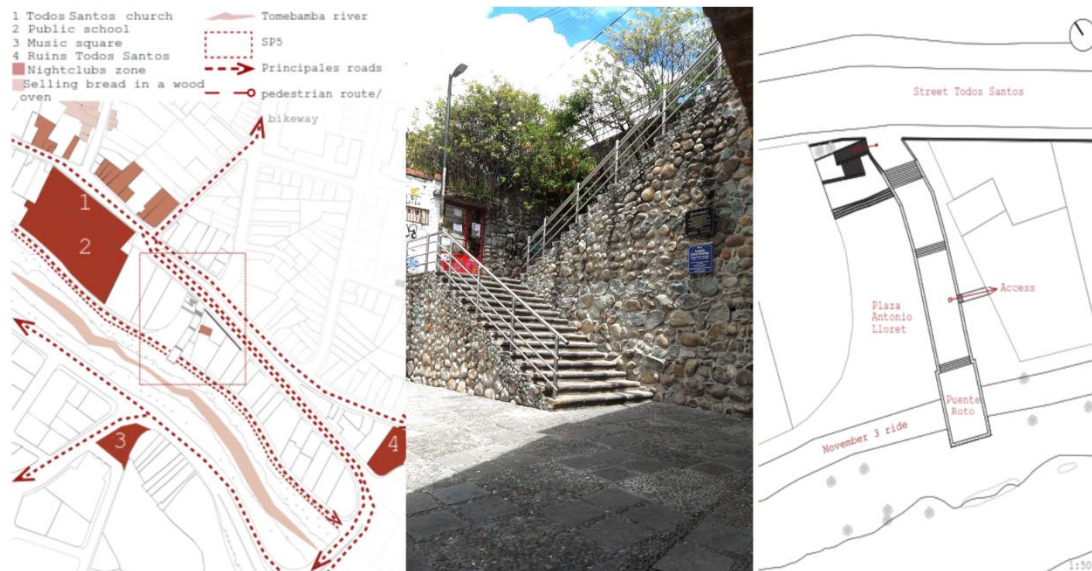 1 Todos Santos church
2 Public school
3 Music square
4 Ruins Todos Santos
Nightclubs zone
Selling bread in a wood
oven
Tomebamba river
SP5
Principales roads
pedestrian route/
bikeway
1
2
3
4
Street Todos Santos
Access
Plaza
Antonio
Lloret
Puente
Roto
November 3 ride